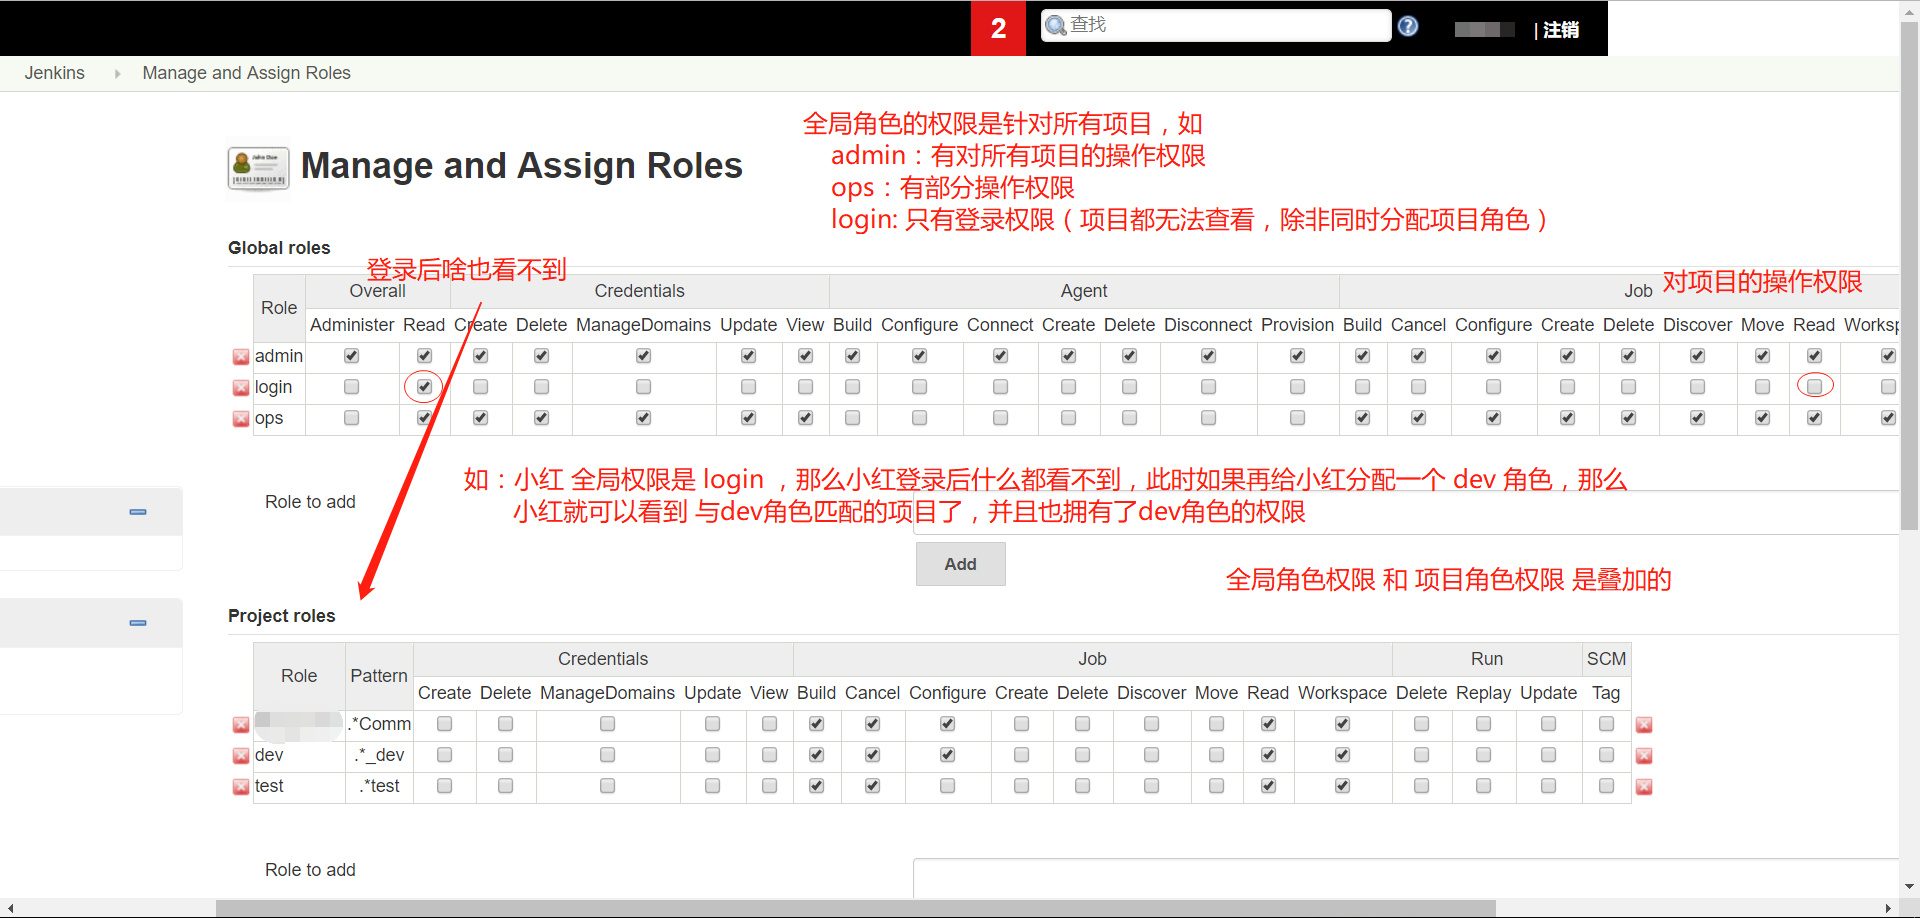 2
查找
?
| 注销
Jenkins
Manage and Assign Roles
全局角色的权限是针对所有项目，如
admin：有对所有项目的操作权限
ops：有部分操作权限
login: 只有登录权限（项目都无法查看，除非同时分配项目角色）
Manage and Assign Roles
Global roles
登录后啥也看不到
对项目的操作权限
Role
Overall Credentials Agent Job
Administer Read Create Delete ManageDomains Update View Build Configure Connect Create Delete Disconnect Provision Build Cancel Configure Create Delete Discover Move Read Worksp
admin
login
ops
如：小红 全局权限是 login ，那么小红登录后什么都看不到，此时如果再给小红分配一个 dev 角色，那么
小红就可以看到 与dev角色匹配的项目了，并且也拥有了dev角色的权限
Role to add
Add
全局角色权限 和 项目角色权限 是叠加的
Project roles
Role Pattern
Credentials Job Run SCM
Create Delete ManageDomains Update View Build Cancel Configure Create Delete Discover Move Read Workspace Delete Replay Update Tag
.*Comm
dev .*_dev
test .*test
Role to add